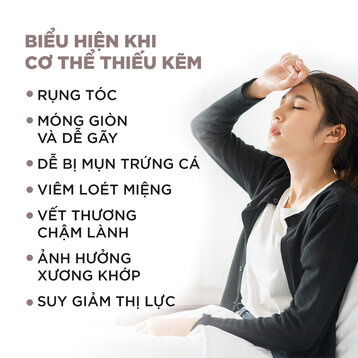 BIỂU HIỆN KHI
CƠ THỂ THIẾU KẼM
RỤNG TÓC
MÓNG GIÒN
VÀ DỄ GÃY
DỄ BỊ MỤN TRỨNG CÁ
VIÊM LOÉT MIỆNG
VẾT THƯƠNG
CHẬM LÀNH
ẢNH HƯỞNG
XƯƠNG KHỚP
SUY GIẢM THỊ LỰC